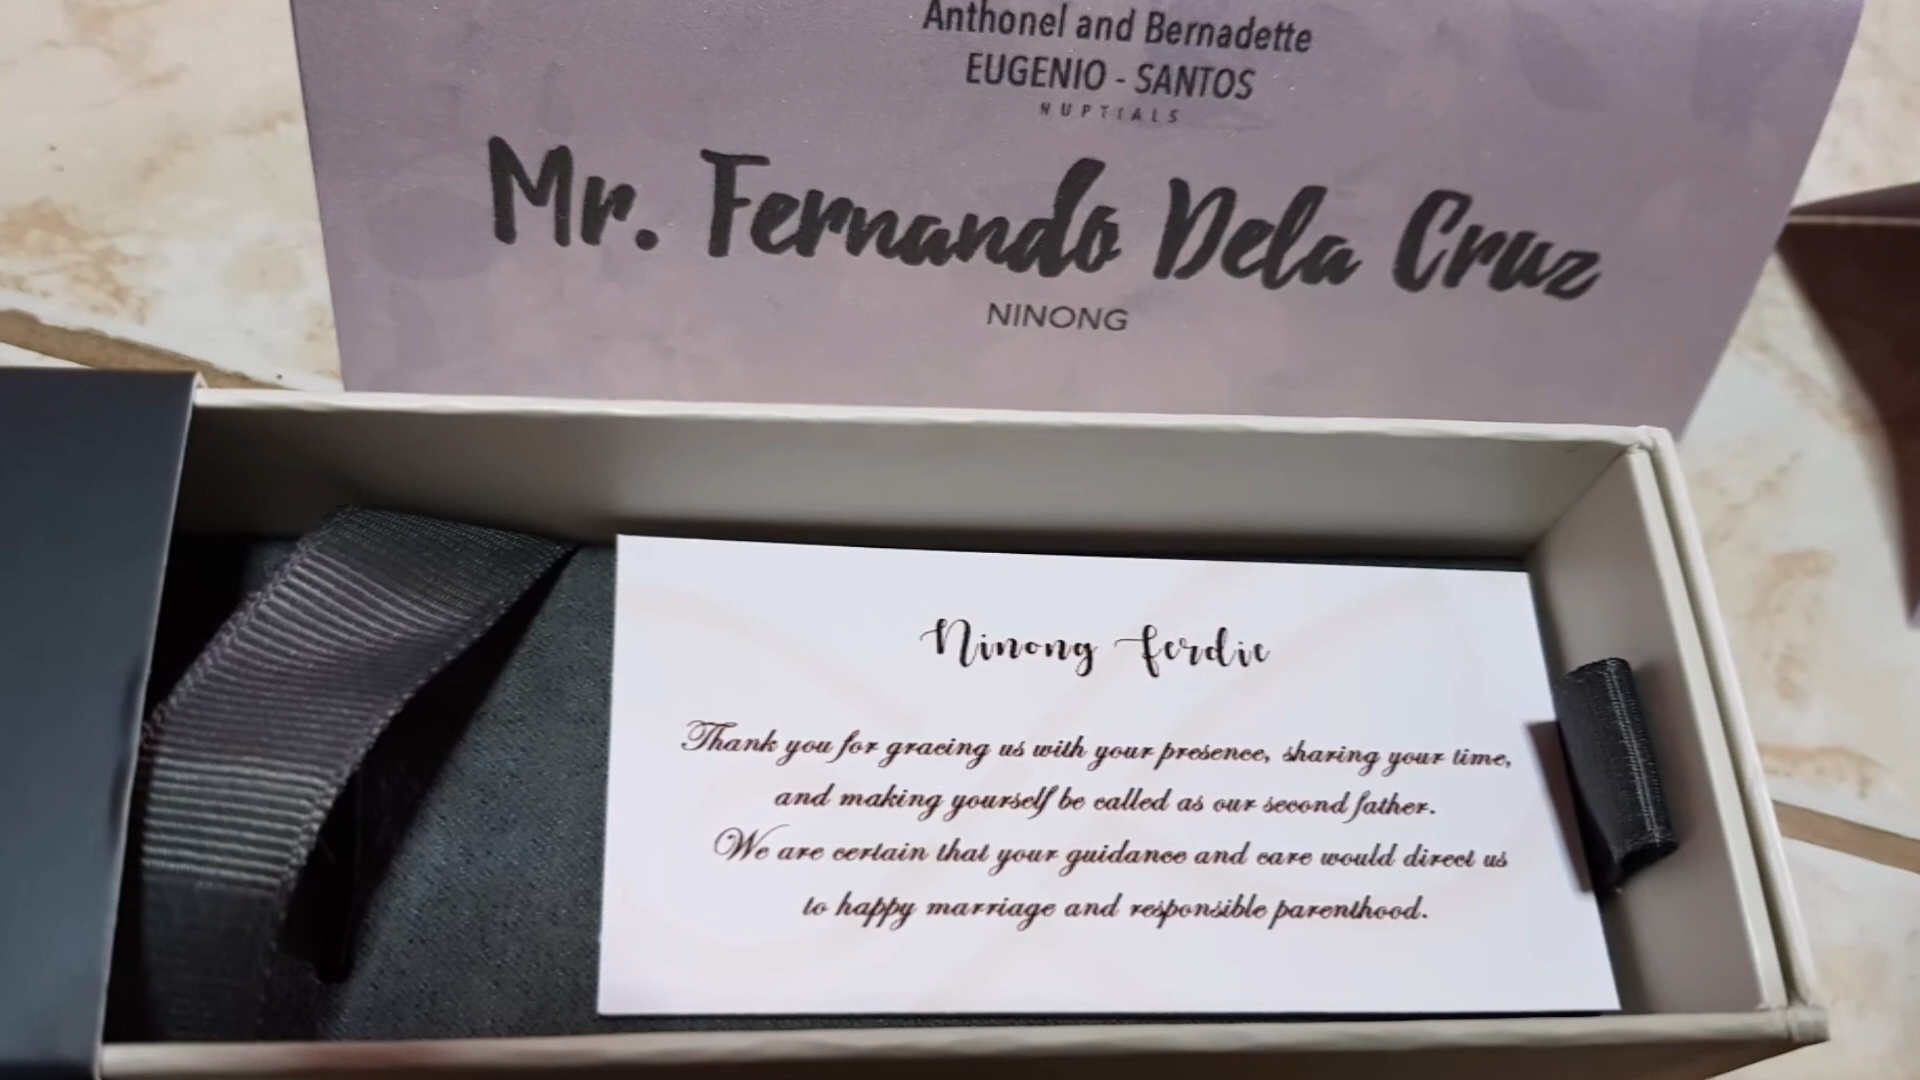 Anthonel and Bernadette
EUGENIO - SANTOS
NUPTIALS
Mr. Fernando Dela Cruz
NINONG
Ninong Ferdie
Thank you for gracing us with your presence, sharing your time,
and making yourself be called as our second father.
We are certain that your guidance and care would direct us
to happy marriage and responsible parenthood.